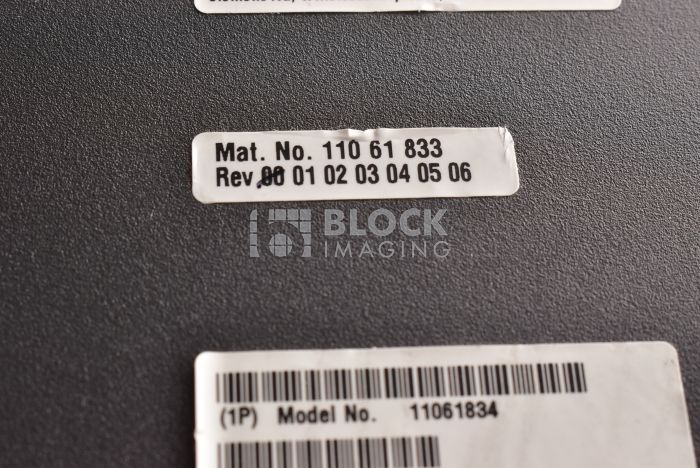 Mat. No. 110 61 833
Rev 00 01 02 03 04 05 06
BLOCK
IMAGING
(1P) Model No. 11061834